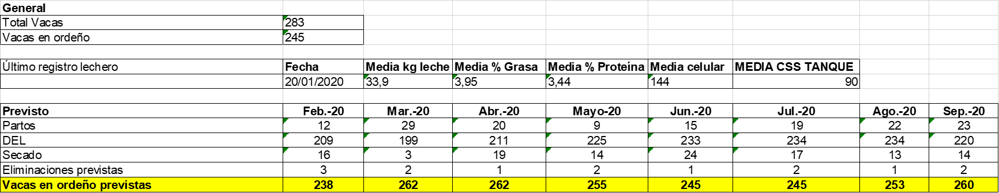 General
Total Vacas 283
Vacas en ordeño 245
Último registro lechero Fecha Media kg leche Media % Grasa Media % Proteína Media celular MEDIA CSS TANQUE
20/01/2020 33,9 3,95 3,44 144 90
Previsto Feb.-20 Mar.-20 Abr.-20 Mayo-20 Jun.-20 Jul.-20 Ago.-20 Sep.-20
Partos 12 29 20 9 15 19 22 23
DEL 209 199 211 225 233 234 234 220
Secado 16 3 19 14 24 17 13 14
Eliminaciones previstas 3 2 1 2 1 2 1 2
Vacas en ordeño previstas 238 262 262 255 245 245 253 260